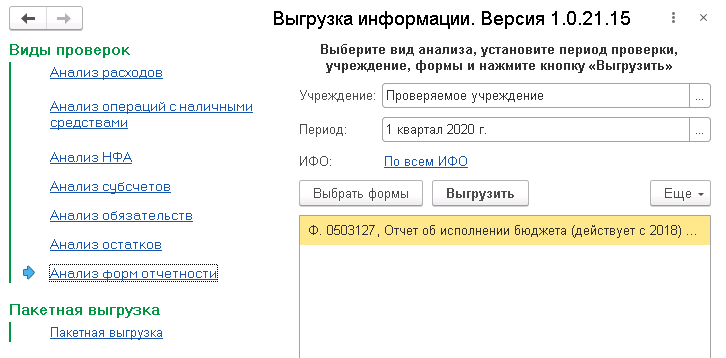 Выгрузка информации. Версия 1.0.21.15
Виды проверок
Анализ расходов
Анализ операций с наличными
средствами
Анализ НФА
Анализ субсчетов
Анализ обязательств
Анализ остатков
Анализ форм отчетности
Пакетная выгрузка
Пакетная выгрузка
Выберите вид анализа, установите период проверки,
учреждение, формы и нажмите кнопку «Выгрузить»
Учреждение: Проверяемое учреждение ...
Период: 1 квартал 2020 г. ...
ИФО: По всем ИФО
Выбрать формы Выгрузить Еще
Ф. 0503127, Отчет об исполнении бюджета (действует с 2018) ...